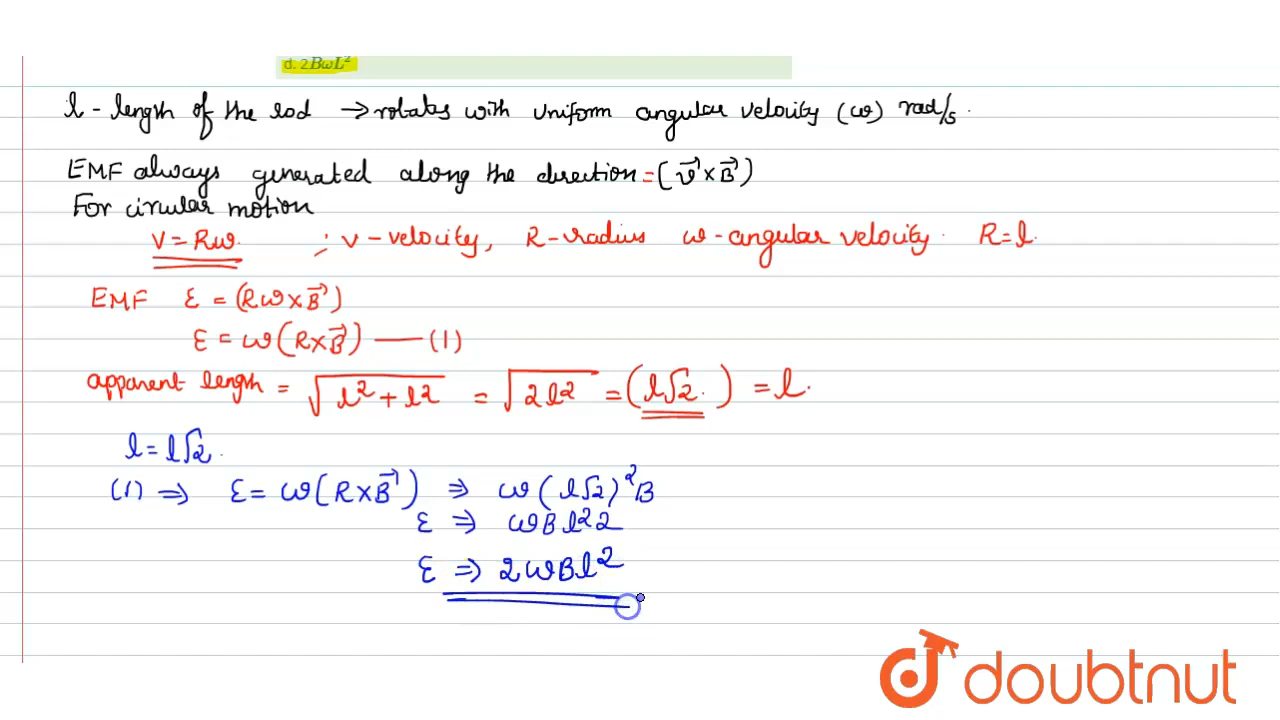 d. 2BωL²
l - length of the rod → rotates with uniform angular velocity (ω) rad/s.
EMF always generated along the direction = (v⃗ × B⃗)
For circular motion
V = Rω. ; v - velocity, R - radius ω - angular velocity. R = l.
EMF ε = (Rω × B⃗)
ε = ω(R × B⃗) — (1)
apparent length = √(l² + l²) = √(2l²) = (l√2.) = l.
l = l√2.
(1) ⇒ ε = ω(R × B⃗) ⇒ ω(l√2)²B
ε ⇒ ωBl²2
ε ⇒ 2ωBl²
doubtnut